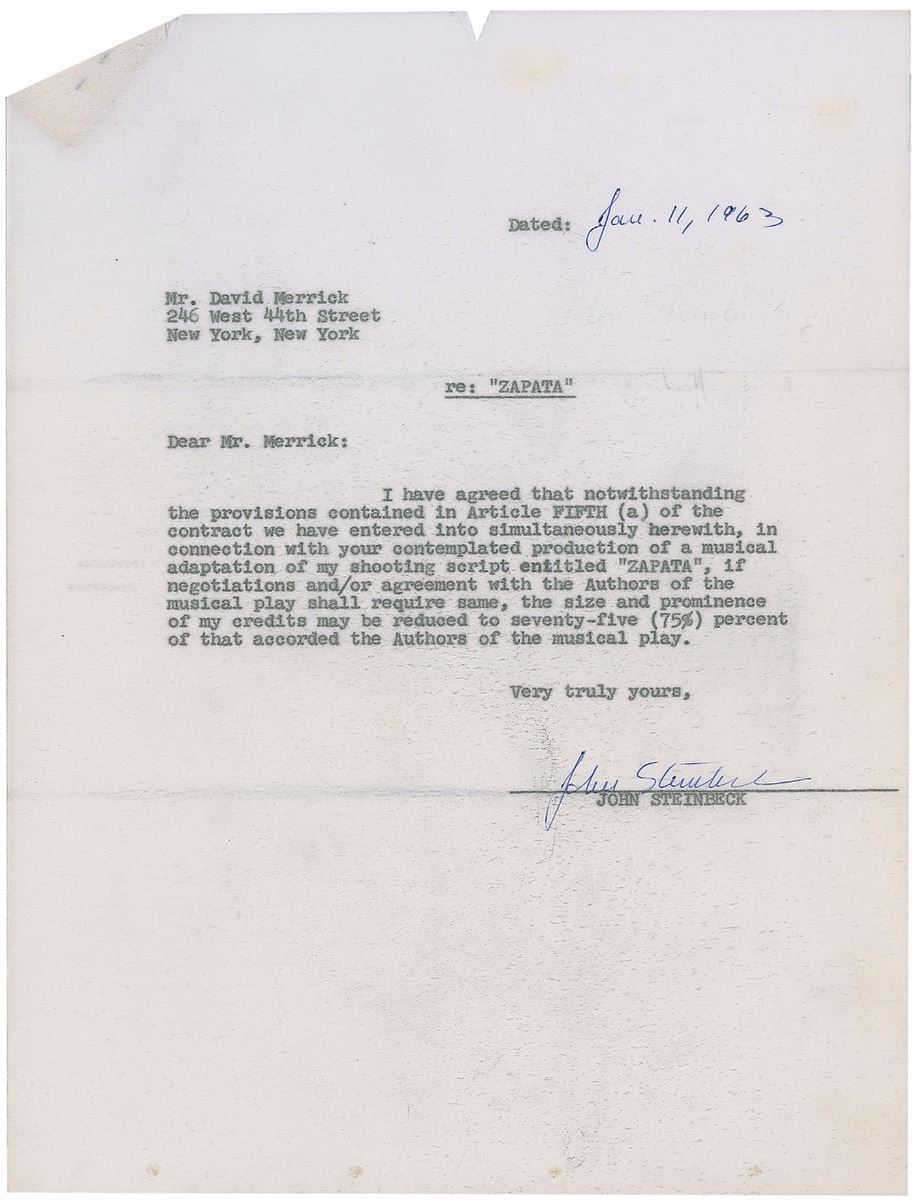 Dated: Jan. 11, 1963
Mr. David Merrick
246 West 44th Street
New York, New York
re: "ZAPATA"
Dear Mr. Merrick:
I have agreed that notwithstanding
the provisions contained in Article FIFTH (a) of the
contract we have entered into simultaneously herewith, in
connection with your contemplated production of a musical
adaptation of my shooting script entitled "ZAPATA", if
negotiations and/or agreement with the Authors of the
musical play shall require same, the size and prominence
of my credits may be reduced to seventy-five (75%) percent
of that accorded the Authors of the musical play.
Very truly yours,
John Steinbeck
JOHN STEINBECK